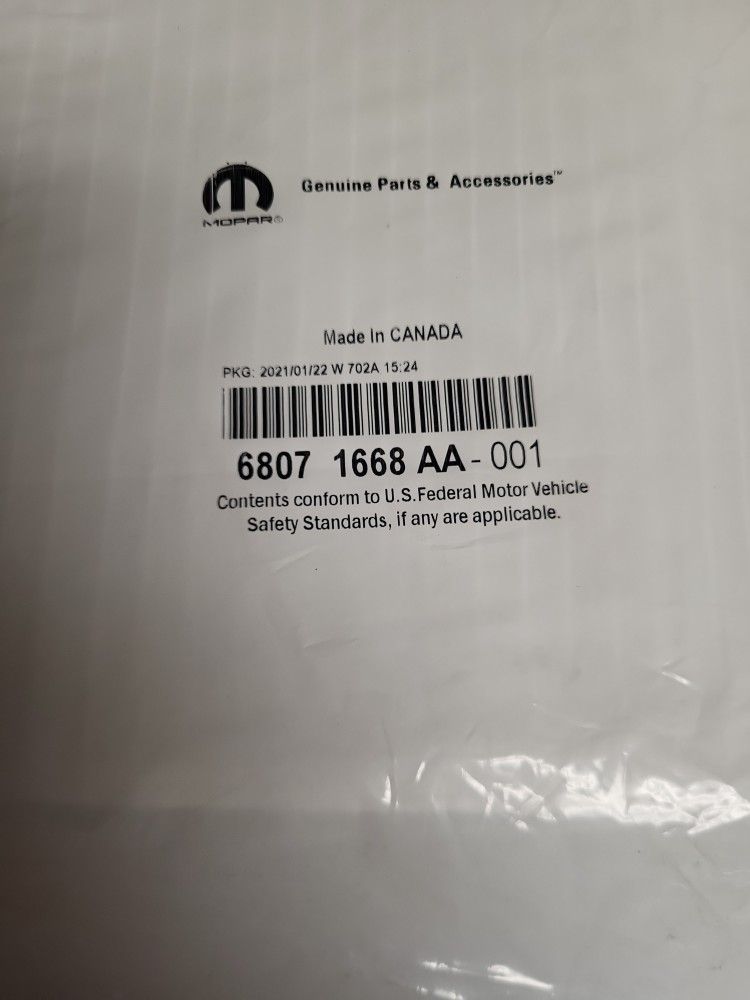 Genuine Parts & Accessories™
MOPAR®
Made In CANADA
PKG: 2021/01/22 W 702A 15:24
6807 1668 AA - 001
Contents conform to U.S.Federal Motor Vehicle
Safety Standards, if any are applicable.